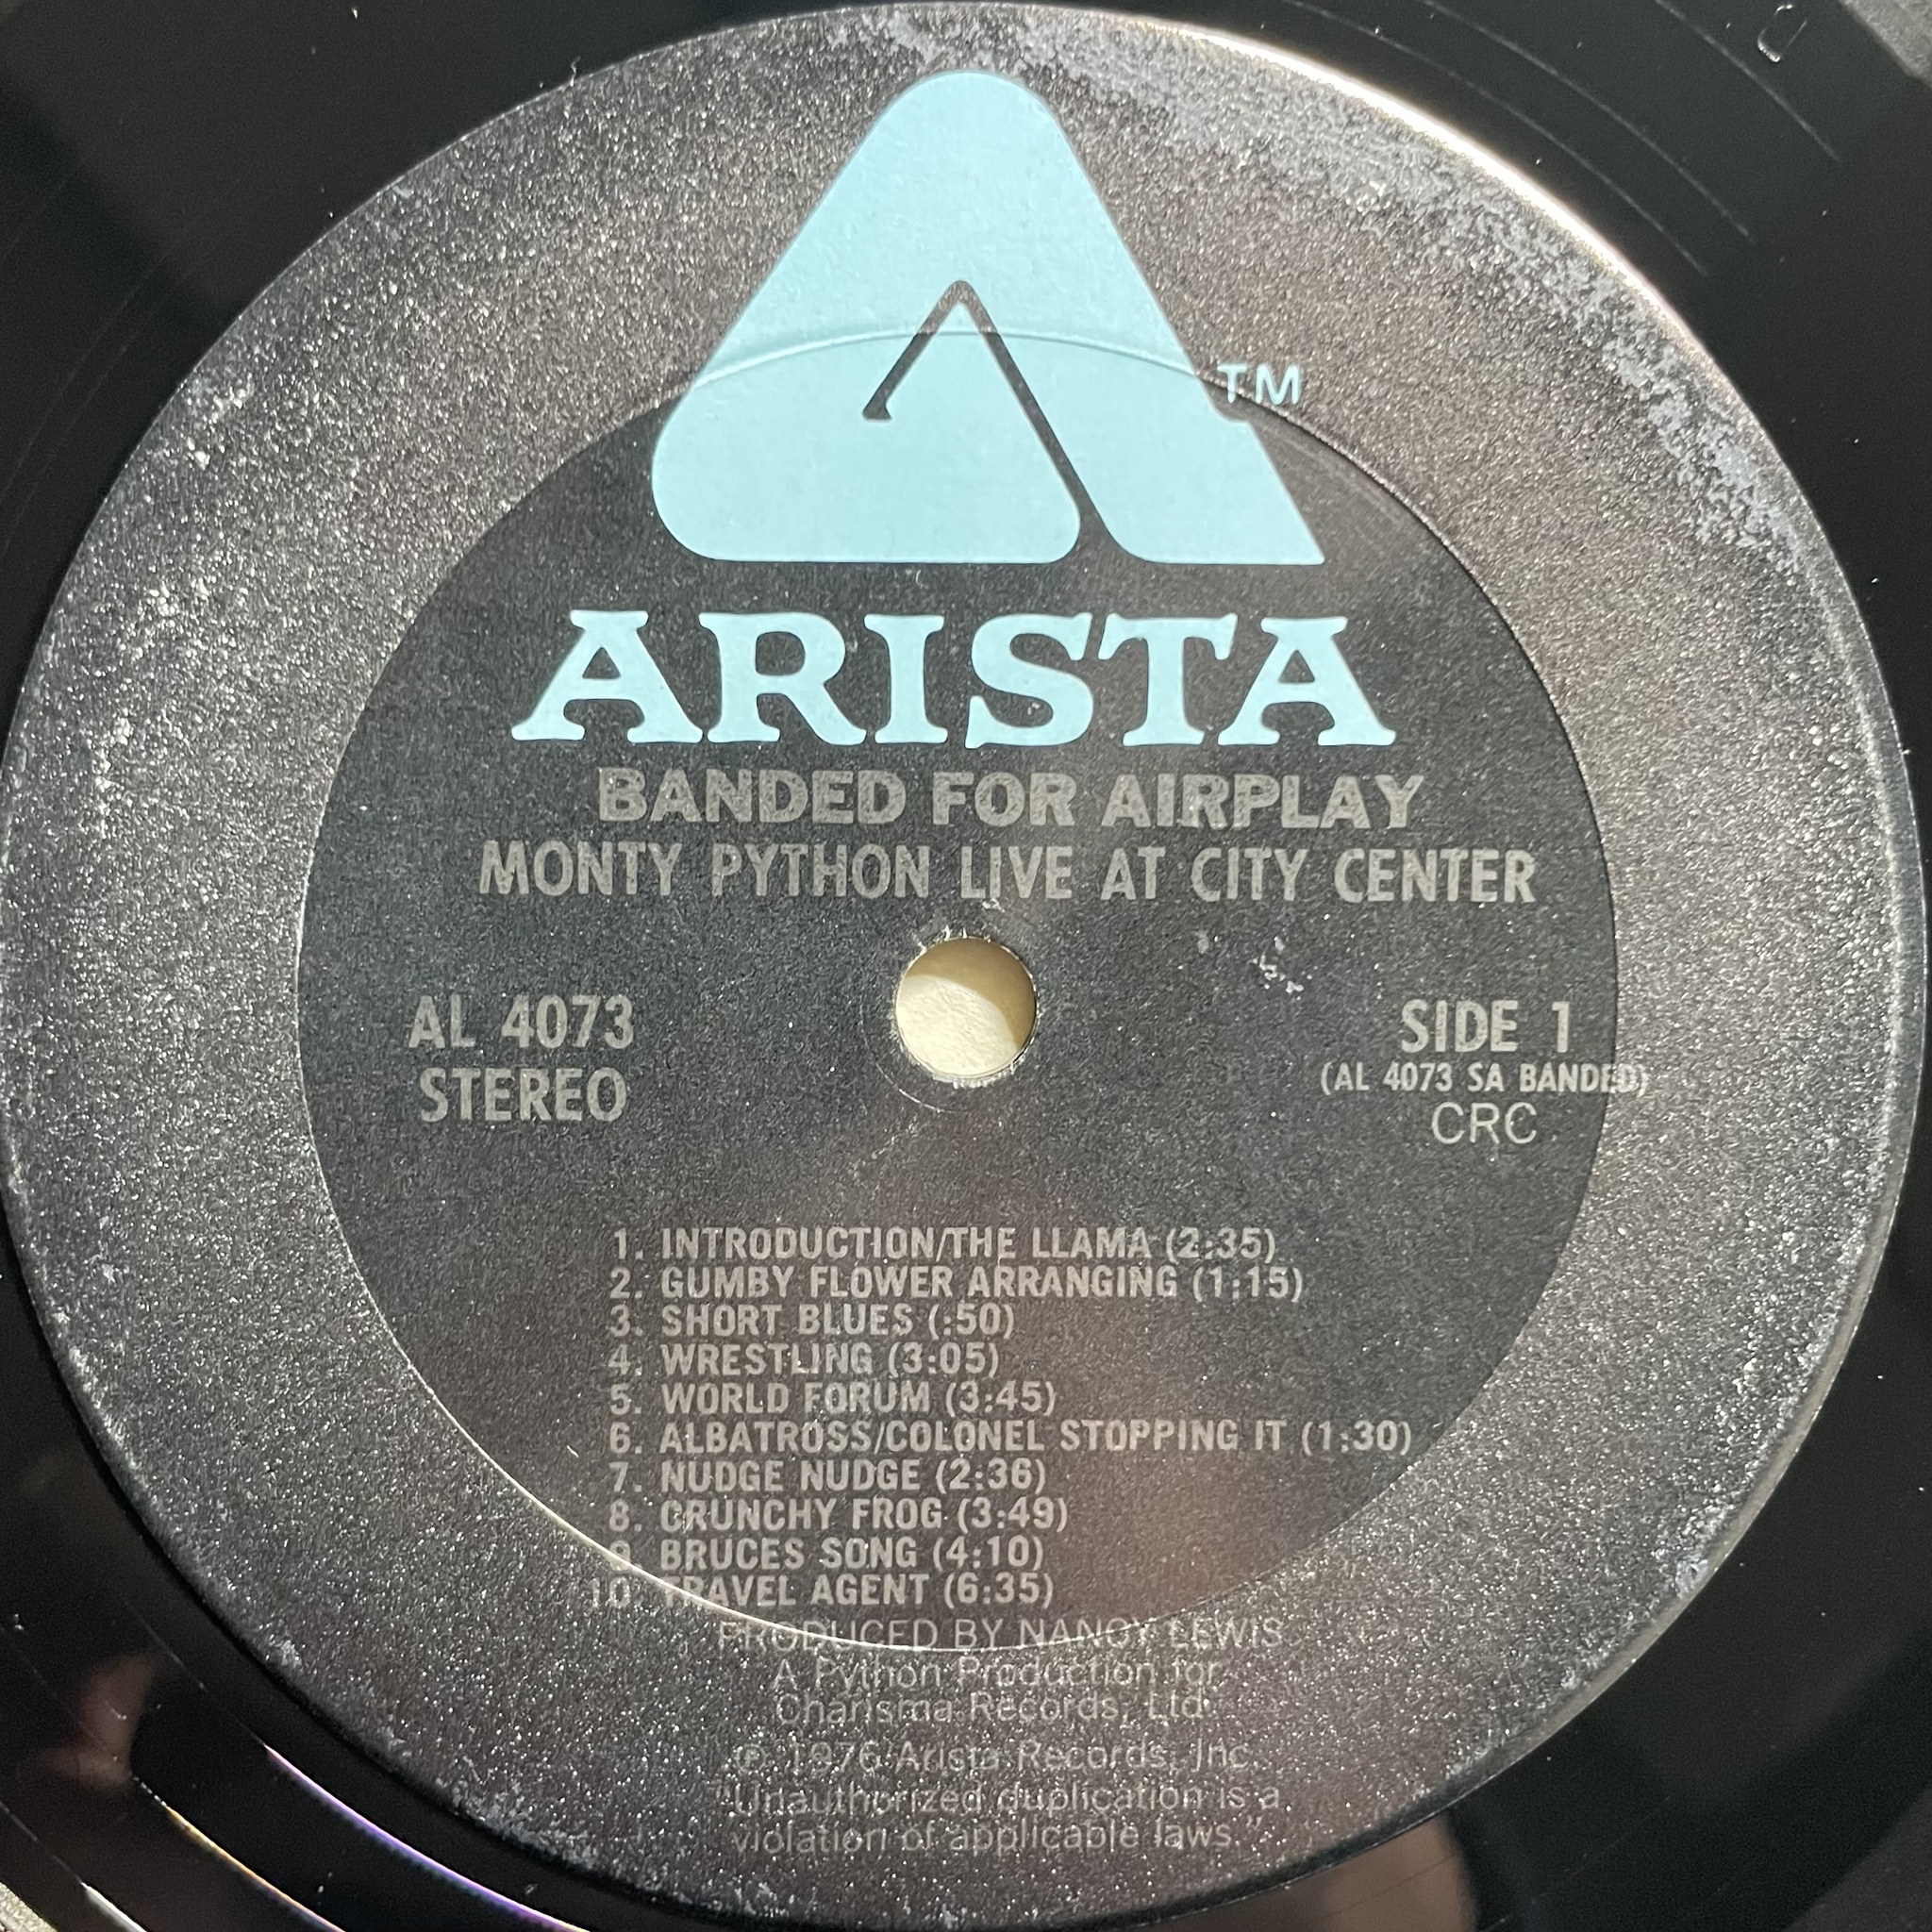 TM
ARISTA
BANDED FOR AIRPLAY
MONTY PYTHON LIVE AT CITY CENTER
AL 4073
STEREO
SIDE 1
(AL 4073 SA BANDED)
CRC
1. INTRODUCTION/THE LLAMA (2:35)
2. GUMBY FLOWER ARRANGING (1:15)
3. SHORT BLUES (:50)
4. WRESTLING (3:05)
5. WORLD FORUM (3:45)
6. ALBATROSS/COLONEL STOPPING IT (1:30)
7. NUDGE NUDGE (2:36)
8. CRUNCHY FROG (3:49)
9. BRUCES SONG (4:10)
10. TRAVEL AGENT (6:35)
PRODUCED BY NANCY LEWIS
A Python Production for
Charisma Records, Ltd.
℗ 1976 Arista Records, Inc.
"Unauthorized duplication is a
violation of applicable laws."